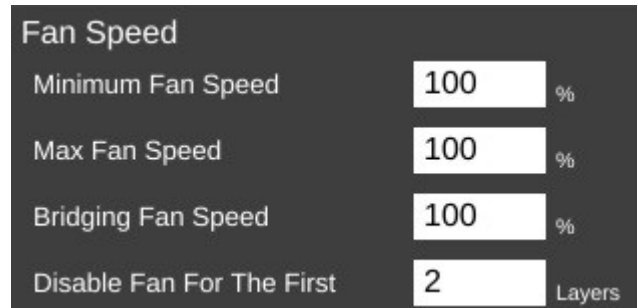 Fan Speed
Minimum Fan Speed 100 %
Max Fan Speed 100 %
Bridging Fan Speed 100 %
Disable Fan For The First 2 Layers